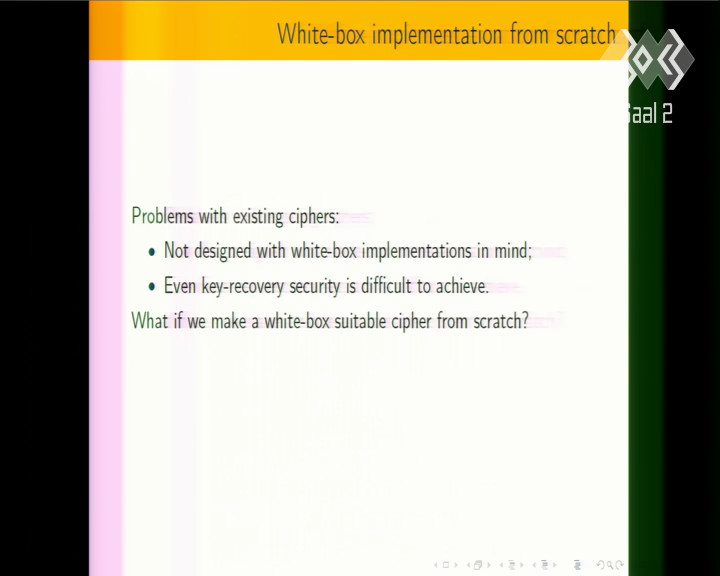 White-box implementation from scratch
Saal 2
Problems with existing ciphers:
• Not designed with white-box implementations in mind;
• Even key-recovery security is difficult to achieve.
What if we make a white-box suitable cipher from scratch?